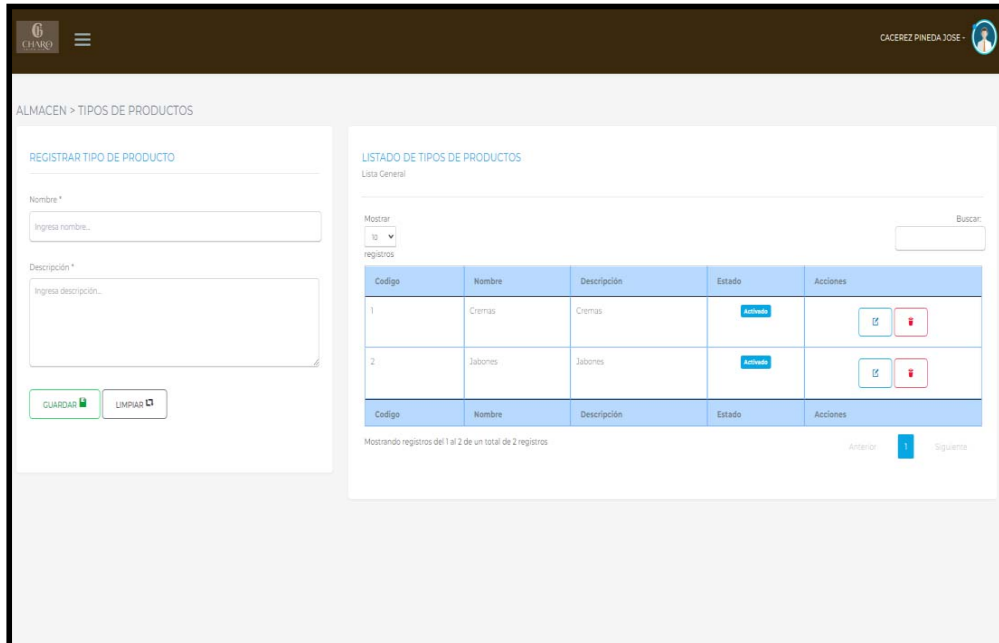 CHARO
CACEREZ PINEDA JOSE -
ALMACEN > TIPOS DE PRODUCTOS
REGISTRAR TIPO DE PRODUCTO
Nombre *
Ingresa nombre...
Descripción *
Ingresa descripción...
GUARDAR
LIMPIAR
LISTADO DE TIPOS DE PRODUCTOS
Lista General
Mostrar
10
registros
Buscar:
Codigo Nombre Descripción Estado Acciones
1 Cremas Cremas Activado
2 Jabones Jabones Activado
Codigo Nombre Descripción Estado Acciones
Mostrando registros del 1 al 2 de un total de 2 registros
Anterior 1 Siguiente